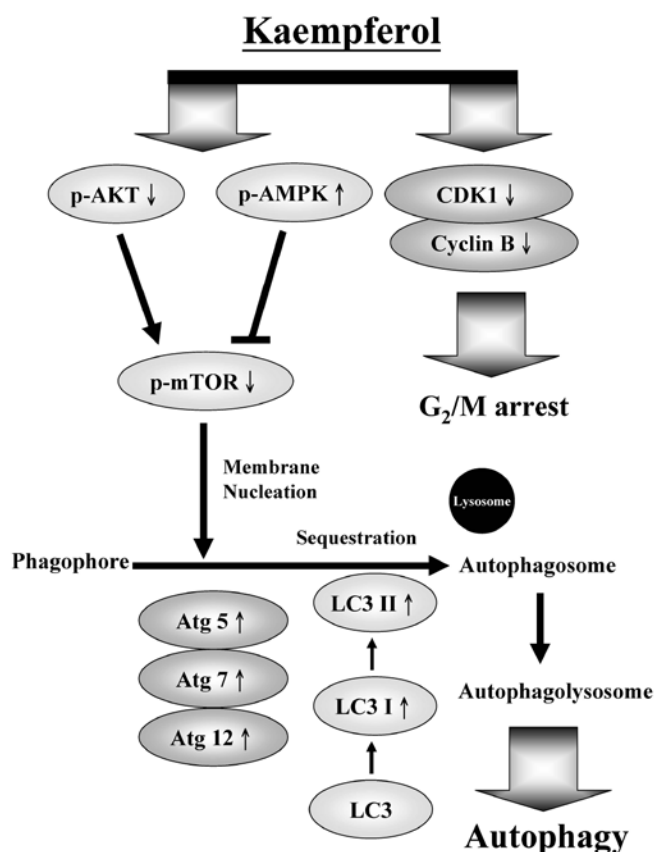 Kaempferol
p-AKT ↓
p-AMPK ↑
CDK1 ↓
Cyclin B ↓
p-mTOR ↓
G₂/M arrest
Membrane
Nucleation
Lysosome
Sequestration
Phagophore
Autophagosome
LC3 II ↑
Atg 5 ↑
Atg 7 ↑
LC3 I ↑
Autophagolysosome
Atg 12 ↑
LC3
Autophagy